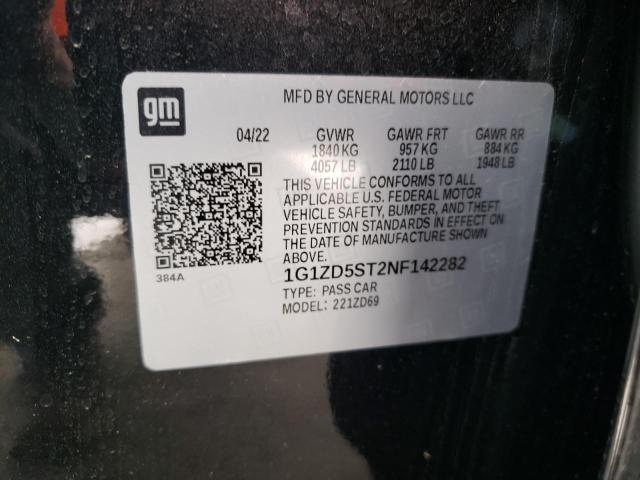 gm
MFD BY GENERAL MOTORS LLC
04/22 GVWR GAWR FRT GAWR RR
1840 KG 957 KG 884 KG
4057 LB 2110 LB 1948 LB
THIS VEHICLE CONFORMS TO ALL
APPLICABLE U.S. FEDERAL MOTOR
VEHICLE SAFETY, BUMPER, AND THEFT
PREVENTION STANDARDS IN EFFECT ON
THE DATE OF MANUFACTURE SHOWN
ABOVE.
384A
1G1ZD5ST2NF142282
TYPE: PASS CAR
MODEL: 221ZD69